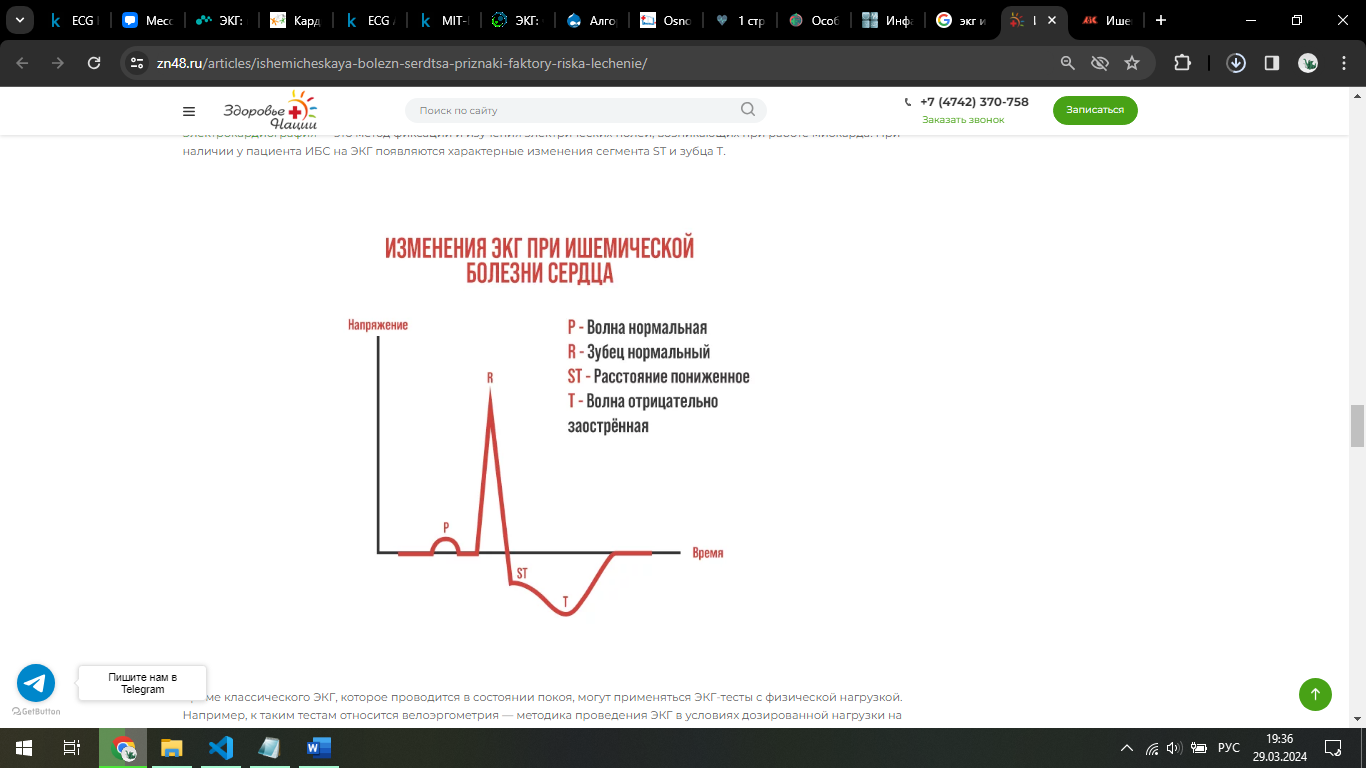 ECG
Месс
ЭКГ:
Кард
ECG
MIT-
ЭКГ:
Алгор
Osno
1 стр
Особ
Инфа
экг и
Ише
zn48.ru/articles/ishemicheskaya-bolezn-serdtsa-priznaki-faktory-riska-lechenie/
Здоровье Нации
Поиск по сайту
+7 (4742) 370-758
Заказать звонок
Записаться
наличии у пациента ИБС на ЭКГ появляются характерные изменения сегмента ST и зубца T.
ИЗМЕНЕНИЯ ЭКГ ПРИ ИШЕМИЧЕСКОЙ
БОЛЕЗНИ СЕРДЦА
Напряжение
P - Волна нормальная
R - Зубец нормальный
ST - Расстояние пониженное
T - Волна отрицательно
заострённая
R
P
ST
T
Время
Пишите нам в
Telegram
GetButton
классического ЭКГ, которое проводится в состоянии покоя, могут применяться ЭКГ-тесты с физической нагрузкой.
Например, к таким тестам относится велоэргометрия — методика проведения ЭКГ в условиях дозированной нагрузки на
РУС
19:36
29.03.2024